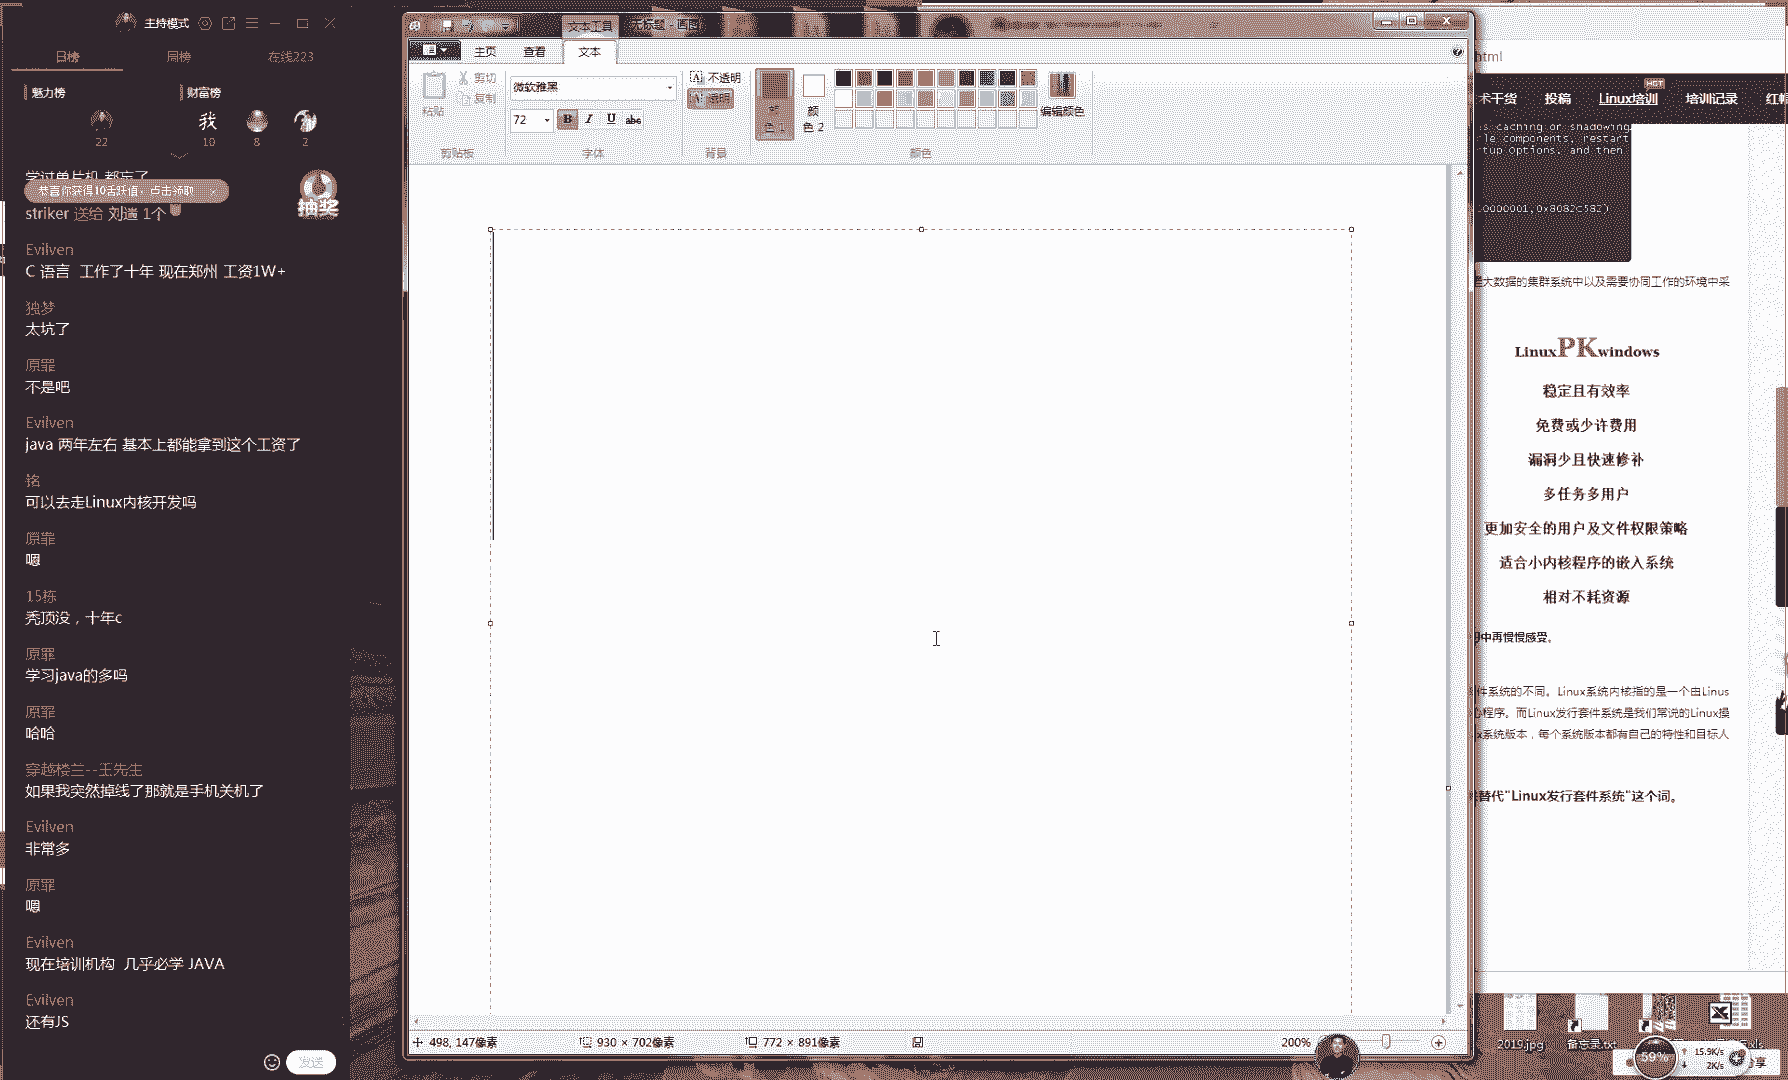 主持模式
日榜 周榜 在线223
魅力榜 财富榜
我
22 10 8 2
学过单片机 都忘了
恭喜你获得10活跃值，点击领取
抽奖
striker 送给 刘遄 1个
Evilven
C 语言 工作了十年 现在郑州 工资1W+
独梦
太坑了
原罪
不是吧
Evilven
java 两年左右 基本上都能拿到这个工资了
铭
可以去走Linux内核开发吗
原罪
嗯
15栋
秃顶没，十年c
原罪
学习java的多吗
原罪
哈哈
穿越楼兰--王先生
如果我突然掉线了那就是手机关机了
Evilven
非常多
原罪
嗯
Evilven
现在培训机构 几乎必学 JAVA
Evilven
还有JS
发送
文本工具 无标题 - 画图
主页 查看 文本
粘贴
剪切
复制
剪贴板
微软雅黑
72 B I U abc
字体
不透明
透明
背景
颜色 1
颜色 2
编辑颜色
颜色
498, 147像素 930 × 702像素 772 × 891像素 200%
html
术干货 投稿 Linux培训 HOT 培训记录 红帽
s caching or shadowing
le components, restart
tup Options, and then
00000001,0x8082c582)
大数据的集群系统中以及需要协同工作的环境中采
Linux PK windows
稳定且有效率
免费或少许费用
漏洞少且快速修补
多任务多用户
更加安全的用户及文件权限策略
适合小内核程序的嵌入系统
相对不耗资源
中再慢慢感受。
件系统的不同。Linux系统内核指的是一个由Linus
心程序。而Linux发行套件系统是我们常说的Linux操
x系统版本，每个系统版本都有自己的特性和目标人
替代"Linux发行套件系统"这个词。
2019.jpg 备忘录.txt xls
59% 15.9K/s
2K/s
享